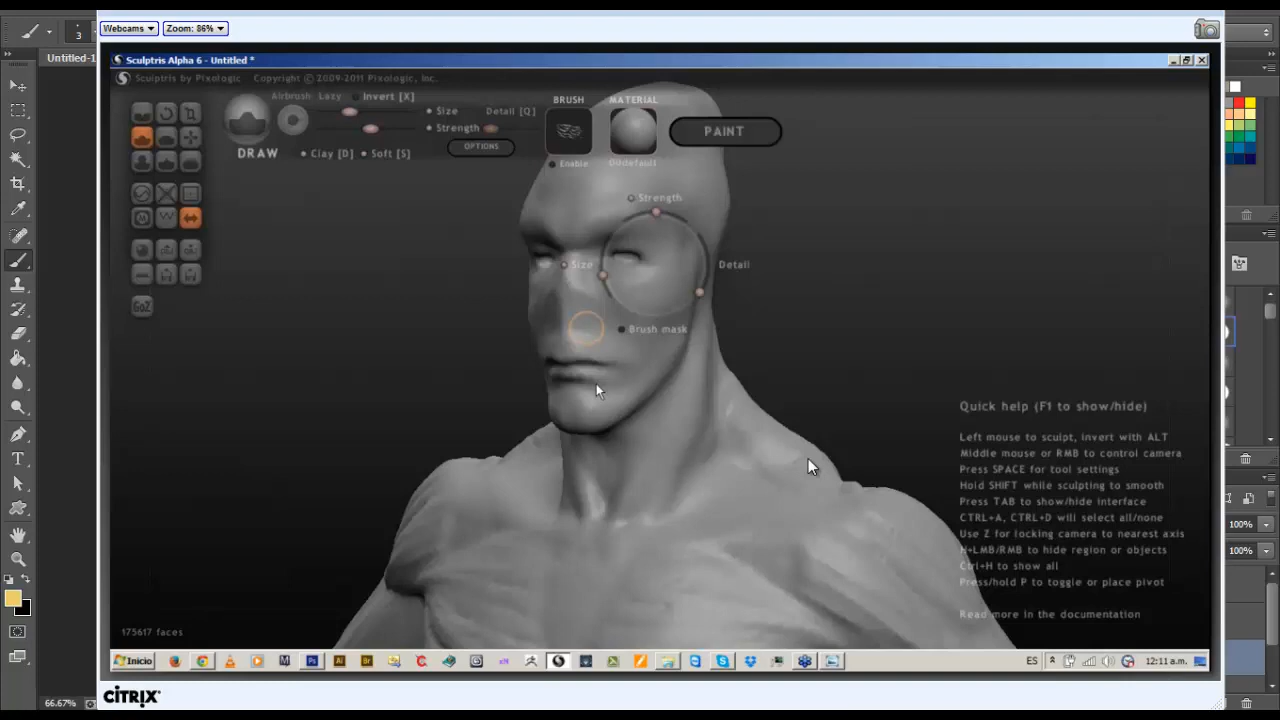 Webcams
Zoom: 86%
3
Untitled-1
Sculptris Alpha 6 - Untitled *
Sculptris by Pixologic Copyright © 2009-2011 Pixologic, Inc.
Airbrush Lazy Invert [X]
Size Detail [Q]
Strength
DRAW Clay [D] Soft [S] OPTIONS
BRUSH MATERIAL
PAINT
Enable 00default
Strength
Size
Detail
Brush mask
GoZ
Quick help (F1 to show/hide)
Left mouse to sculpt, invert with ALT
Middle mouse or RMB to control camera
Press SPACE for tool settings
Hold SHIFT while sculpting to smooth
Press TAB to show/hide interface
CTRL+A, CTRL+D will select all/none
Use Z for locking camera to nearest axis
H+LMB/RMB to hide region or objects
Ctrl+H to show all
Press/hold P to toggle or place pivot
Read more in the documentation
175617 faces
100%
100%
Inicio
ES
12:11 a.m.
CITRIX
66.67%